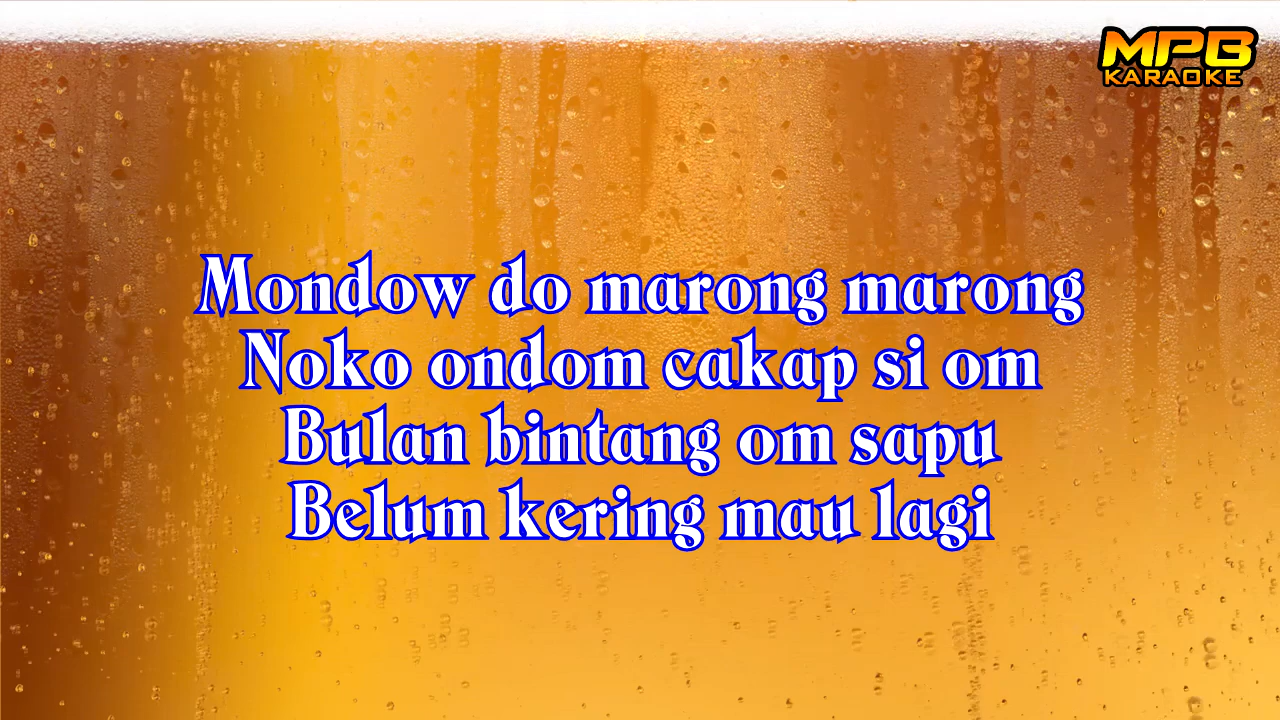 MPB
KARAOKE
Mondow do marong marong
Noko ondom cakap si om
Bulan bintang om sapu
Belum kering mau lagi